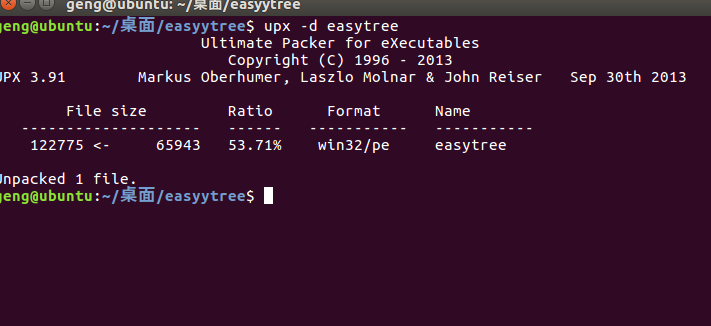 geng@ubuntu: ~/桌面/easyytree
geng@ubuntu:~/桌面/easyytree$ upx -d easytree
Ultimate Packer for eXecutables
Copyright (C) 1996 - 2013
UPX 3.91 Markus Oberhumer, Laszlo Molnar & John Reiser Sep 30th 2013
File size Ratio Format Name
-------------------- ------ ----------- -----------
122775 <- 65943 53.71% win32/pe easytree
Unpacked 1 file.
geng@ubuntu:~/桌面/easyytree$